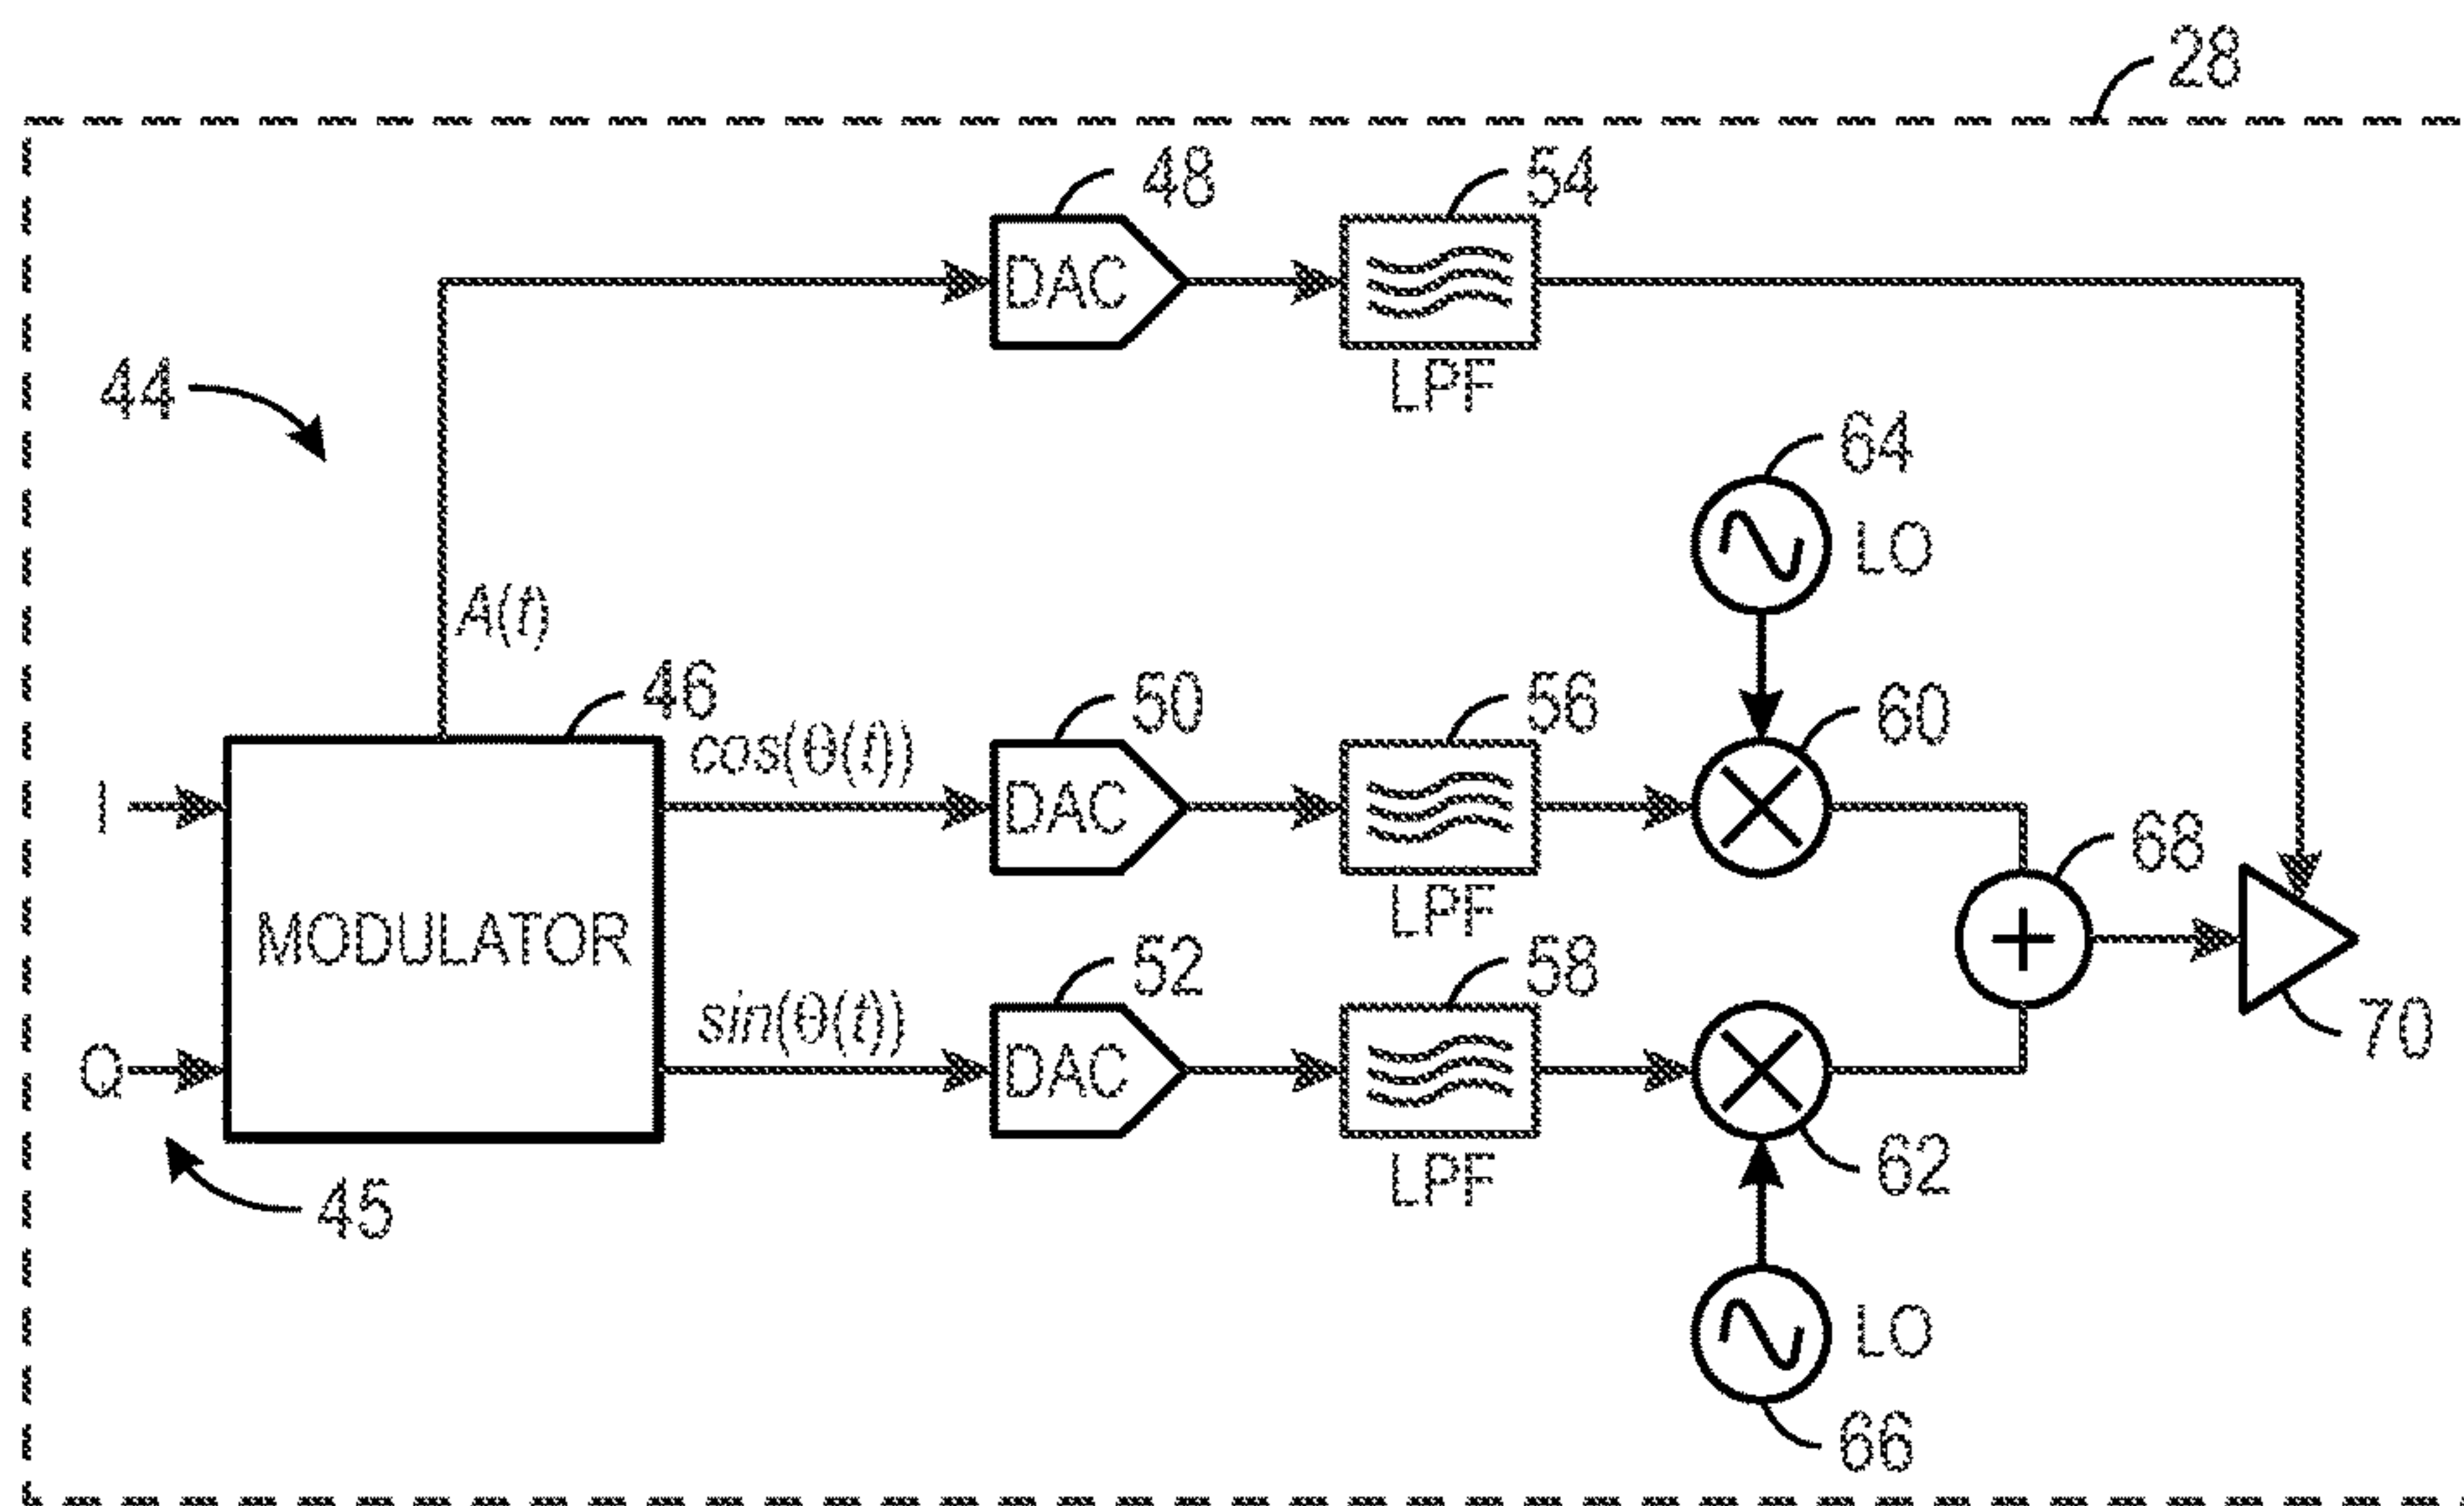 28
48
54
DAC
LPF
44
64
LO
A(t)
46
cos(θ(t))
50
56
60
I
DAC
LPF
68
MODULATOR
sin(θ(t))
52
58
70
Q
DAC
LPF
62
45
LO
66